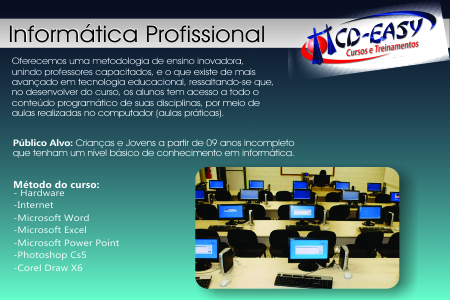 Informática Profissional
CD-EASY
Cursos e Treinamentos
Oferecemos uma metodologia de ensino inovadora,
unindo professores capacitados, e o que existe de mais
avançado em tecnologia educacional, ressaltando-se que,
no desenvolver do curso, os alunos tem acesso a todo o
conteúdo programático de suas disciplinas, por meio de
aulas realizadas no computador (aulas práticas).
Público Alvo: Crianças e Jovens a partir de 09 anos incompleto
que tenham um nível básico de conhecimento em informática.
Método do curso:
- Hardware
-Internet
-Microsoft Word
-Microsoft Excel
-Microsoft Power Point
-Photoshop Cs5
-Corel Draw X6